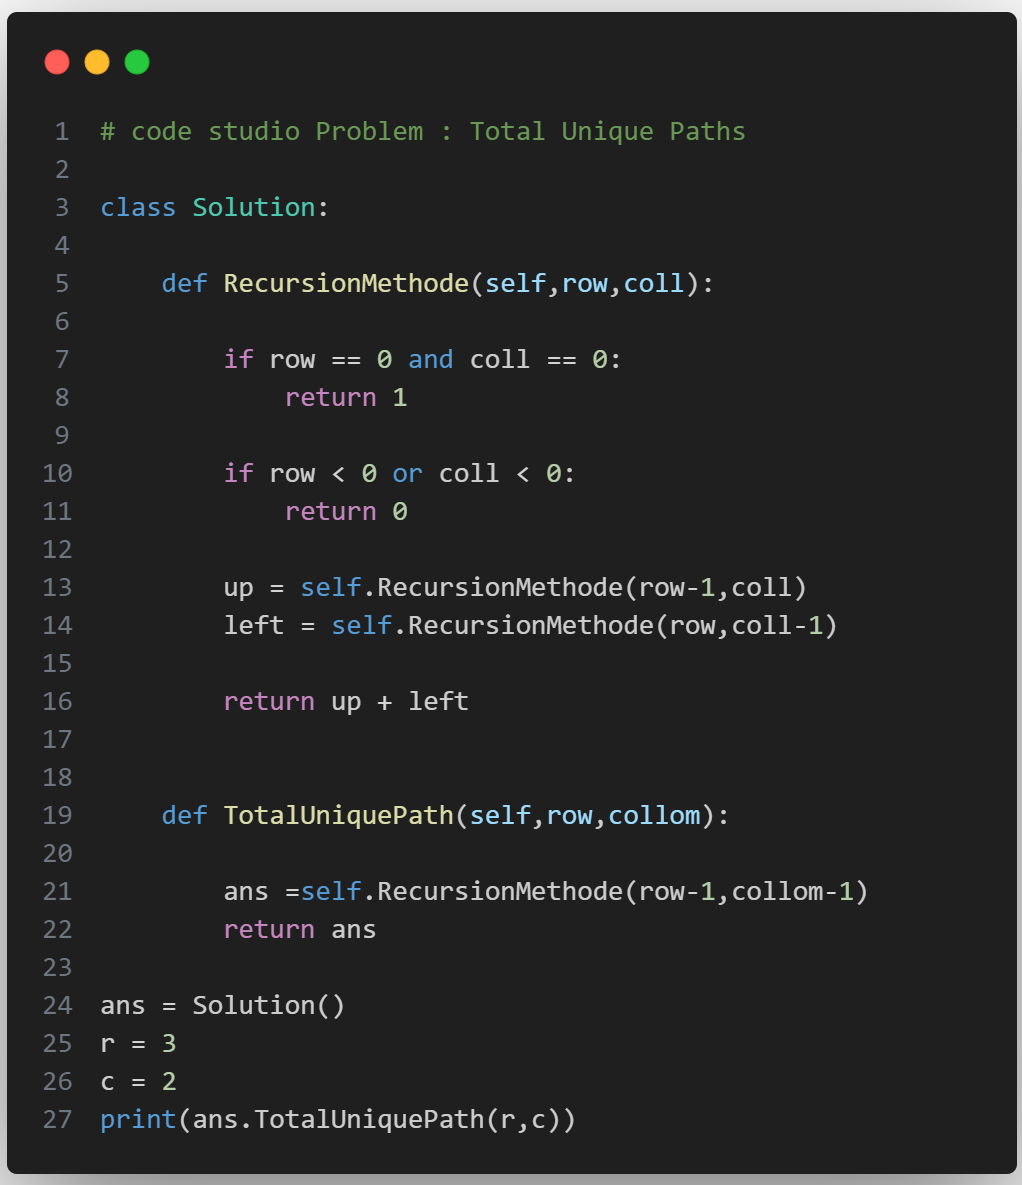 1 # code studio Problem : Total Unique Paths
2
3 class Solution:
4
5     def RecursionMethode(self,row,coll):
6
7         if row == 0 and coll == 0:
8             return 1
9
10         if row < 0 or coll < 0:
11             return 0
12
13         up = self.RecursionMethode(row-1,coll)
14         left = self.RecursionMethode(row,coll-1)
15
16         return up + left
17
18
19     def TotalUniquePath(self,row,collom):
20
21         ans =self.RecursionMethode(row-1,collom-1)
22         return ans
23
24 ans = Solution()
25 r = 3
26 c = 2
27 print(ans.TotalUniquePath(r,c))